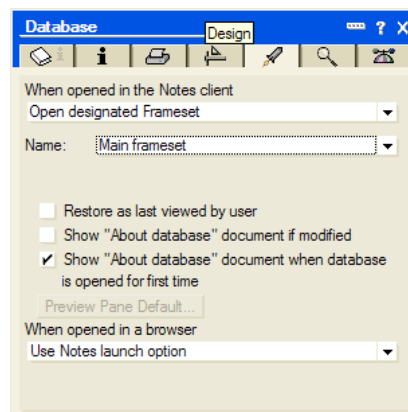 Database
? X
Design
i i
When opened in the Notes client
Open designated Frameset
Name: Main frameset
Restore as last viewed by user
Show "About database" document if modified
Show "About database" document when database
is opened for first time
Preview Pane Default...
When opened in a browser
Use Notes launch option